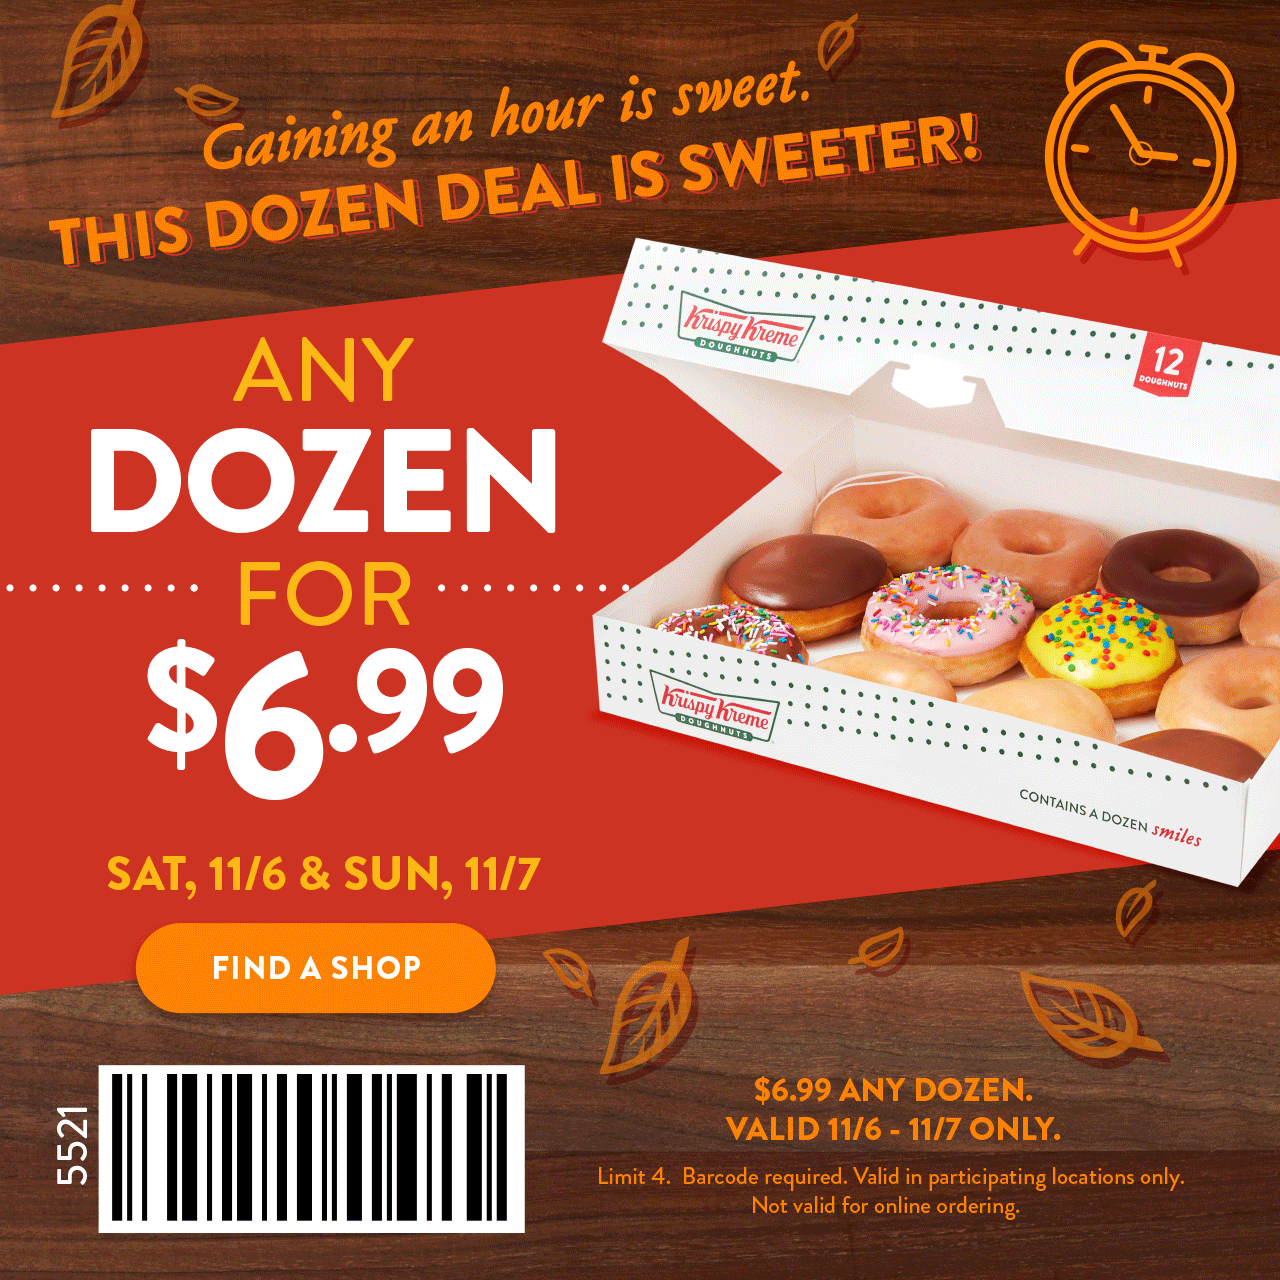 Gaining an hour is sweet.
THIS DOZEN DEAL IS SWEETER!
ANY
DOZEN
FOR
$6.99
SAT, 11/6 & SUN, 11/7
FIND A SHOP
Krispy Kreme
DOUGHNUTS
12
DOUGHNUTS
Krispy Kreme
DOUGHNUTS
CONTAINS A DOZEN smiles
5521
$6.99 ANY DOZEN.
VALID 11/6 - 11/7 ONLY.
Limit 4. Barcode required. Valid in participating locations only.
Not valid for online ordering.